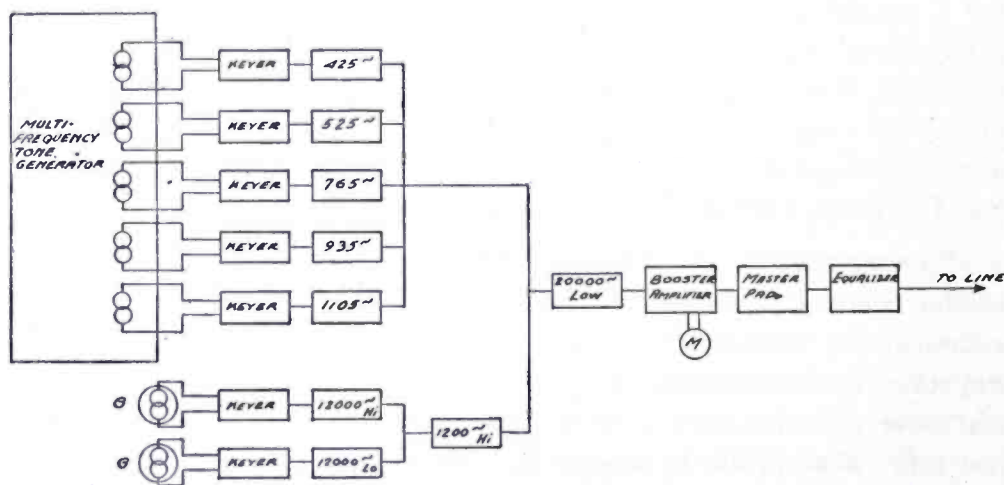 MULTI-
FREQUENCY
TONE
GENERATOR
KEYER
425~
KEYER
525~
KEYER
765~
KEYER
935~
KEYER
1105~
G
KEYER
12000~
Hi
G
KEYER
12000~
Lo
1200~
Hi
20000~
LOW
BOOSTER
AMPLIFIER
M
MASTER
PAD
EQUALIZER
TO LINE